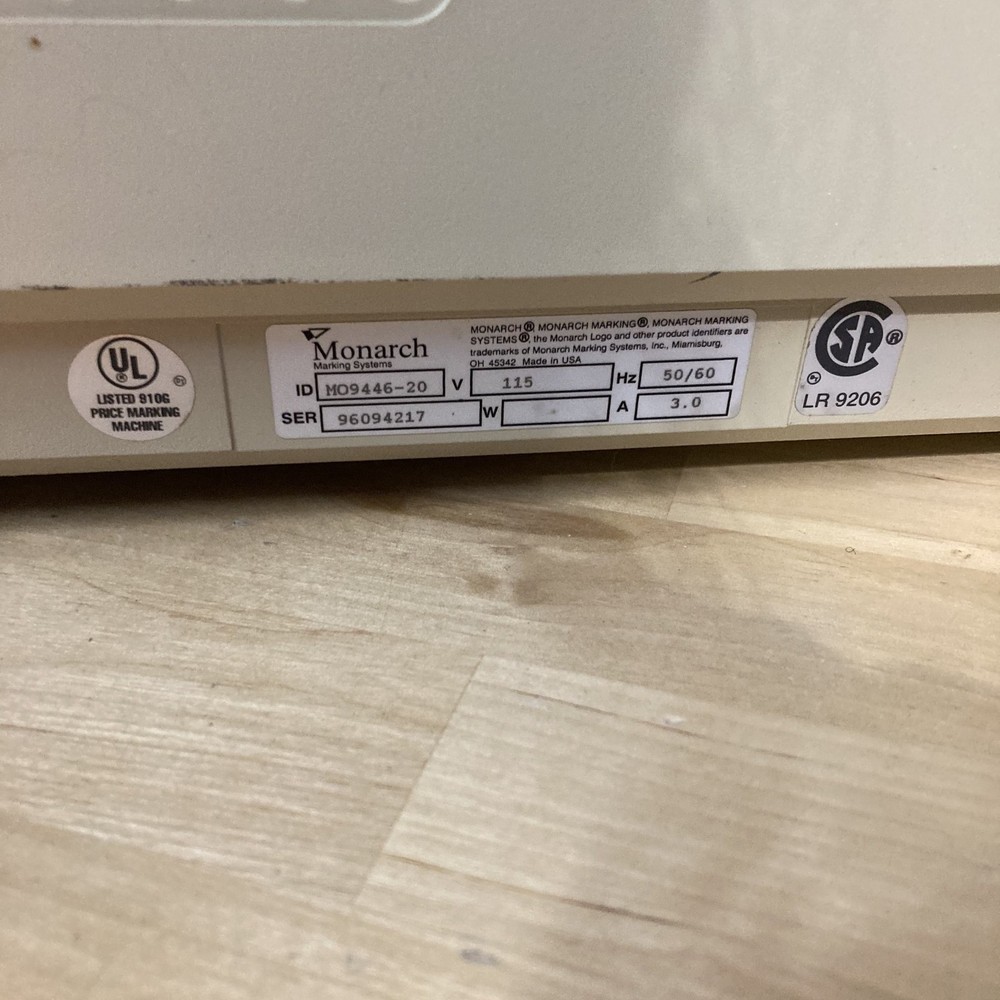 UL
®
LISTED 910G
PRICE MARKING
MACHINE
Monarch
Marking Systems
MONARCH®, MONARCH MARKING®, MONARCH MARKING
SYSTEMS®, the Monarch Logo and other product identifiers are
trademarks of Monarch Marking Systems, Inc., Miamisburg,
OH 45342 Made in USA
ID MO9446-20 V 115 Hz 50/60
SER 96094217 W A 3.0
SA ®
LR 9206